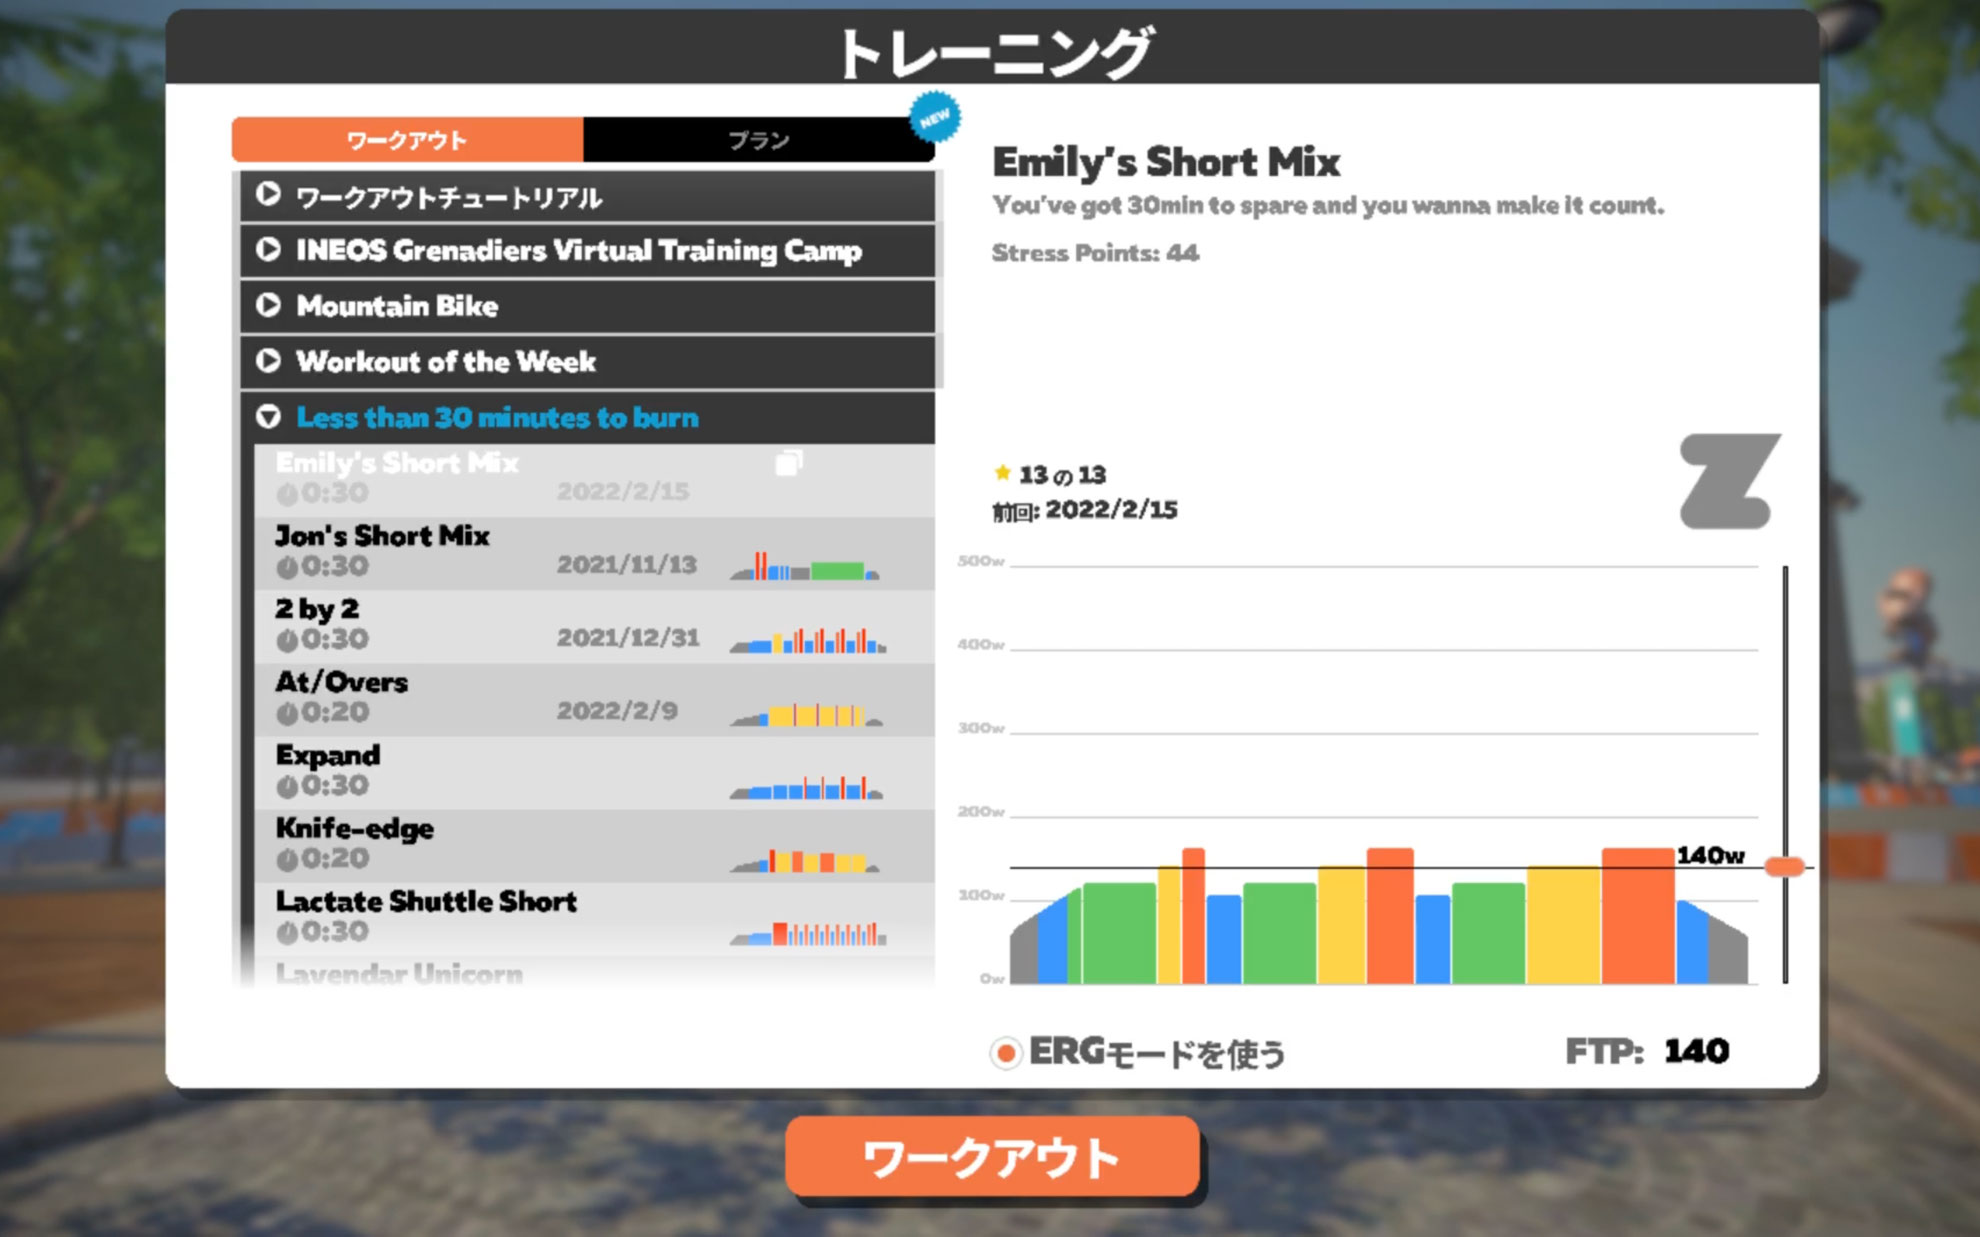 トレーニング
ワークアウト
プラン
NEW
ワークアウトチュートリアル
INEOS Grenadiers Virtual Training Camp
Mountain Bike
Workout of the Week
Less than 30 minutes to burn
Emily's Short Mix
0:30 2022/2/15
Jon's Short Mix
0:30 2021/11/13
2 by 2
0:30 2021/12/31
At/Overs
0:20 2022/2/9
Expand
0:30
Knife-edge
0:20
Lactate Shuttle Short
0:30
Lavendar Unicorn
Emily's Short Mix
You've got 30min to spare and you wanna make it count.
Stress Points: 44
13 の 13
前回: 2022/2/15
500w
400w
300w
200w
140w
100w
0w
ERGモードを使う
FTP: 140
ワークアウト